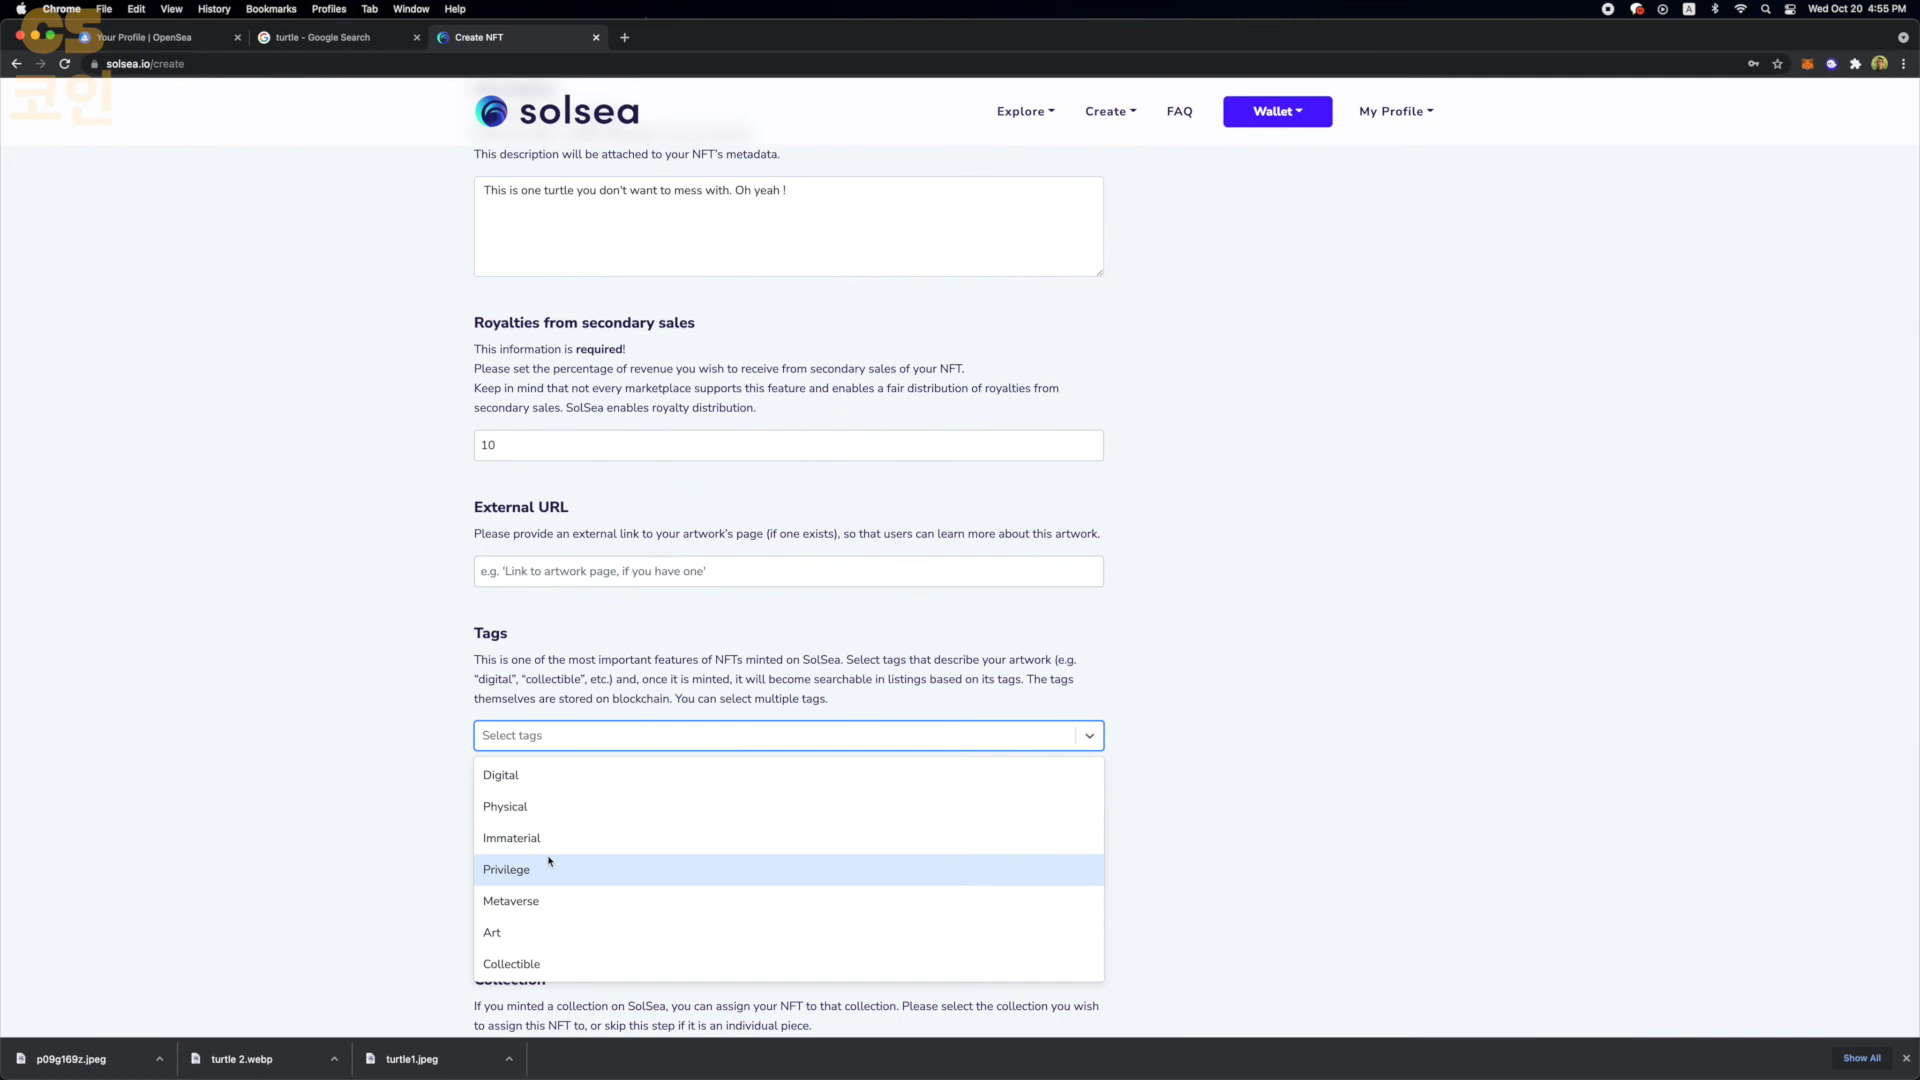 Chrome File Edit View History Bookmarks Profiles Tab Window Help
A
Wed Oct 20 4:55 PM
CS
코인
Your Profile | OpenSea
turtle - Google Search
Create NFT
solsea.io/create
solsea
Explore
Create
FAQ
Wallet
My Profile
This description will be attached to your NFT's metadata.
This is one turtle you don't want to mess with. Oh yeah !
Royalties from secondary sales
This information is required!
Please set the percentage of revenue you wish to receive from secondary sales of your NFT.
Keep in mind that not every marketplace supports this feature and enables a fair distribution of royalties from
secondary sales. SolSea enables royalty distribution.
10
External URL
Please provide an external link to your artwork's page (if one exists), so that users can learn more about this artwork.
e.g. 'Link to artwork page, if you have one'
Tags
This is one of the most important features of NFTs minted on SolSea. Select tags that describe your artwork (e.g.
“digital”, “collectible”, etc.) and, once it is minted, it will become searchable in listings based on its tags. The tags
themselves are stored on blockchain. You can select multiple tags.
Select tags
Digital
Physical
Immaterial
Privilege
Metaverse
Art
Collectible
Collection
If you minted a collection on SolSea, you can assign your NFT to that collection. Please select the collection you wish
to assign this NFT to, or skip this step if it is an individual piece.
p09g169z.jpeg
turtle 2.webp
turtle1.jpeg
Show All